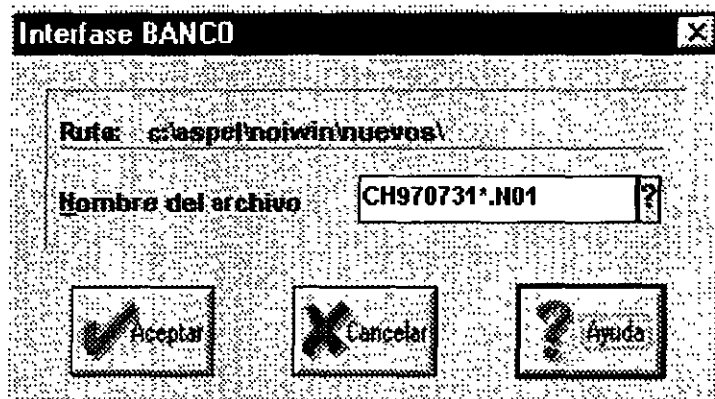 Interfase BANCO
Ruta: c:\aspel\noiwin\nuevos\
Nombre del archivo CH970731*.N01 ?
Aceptar Cancelar ? Ayuda